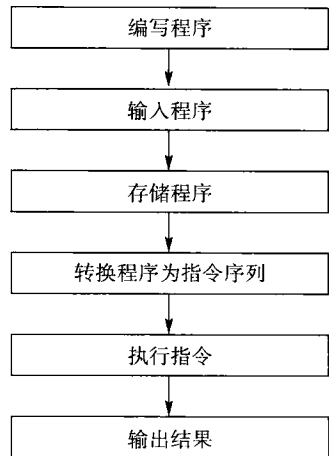 编写程序
输入程序
存储程序
转换程序为指令序列
执行指令
输出结果